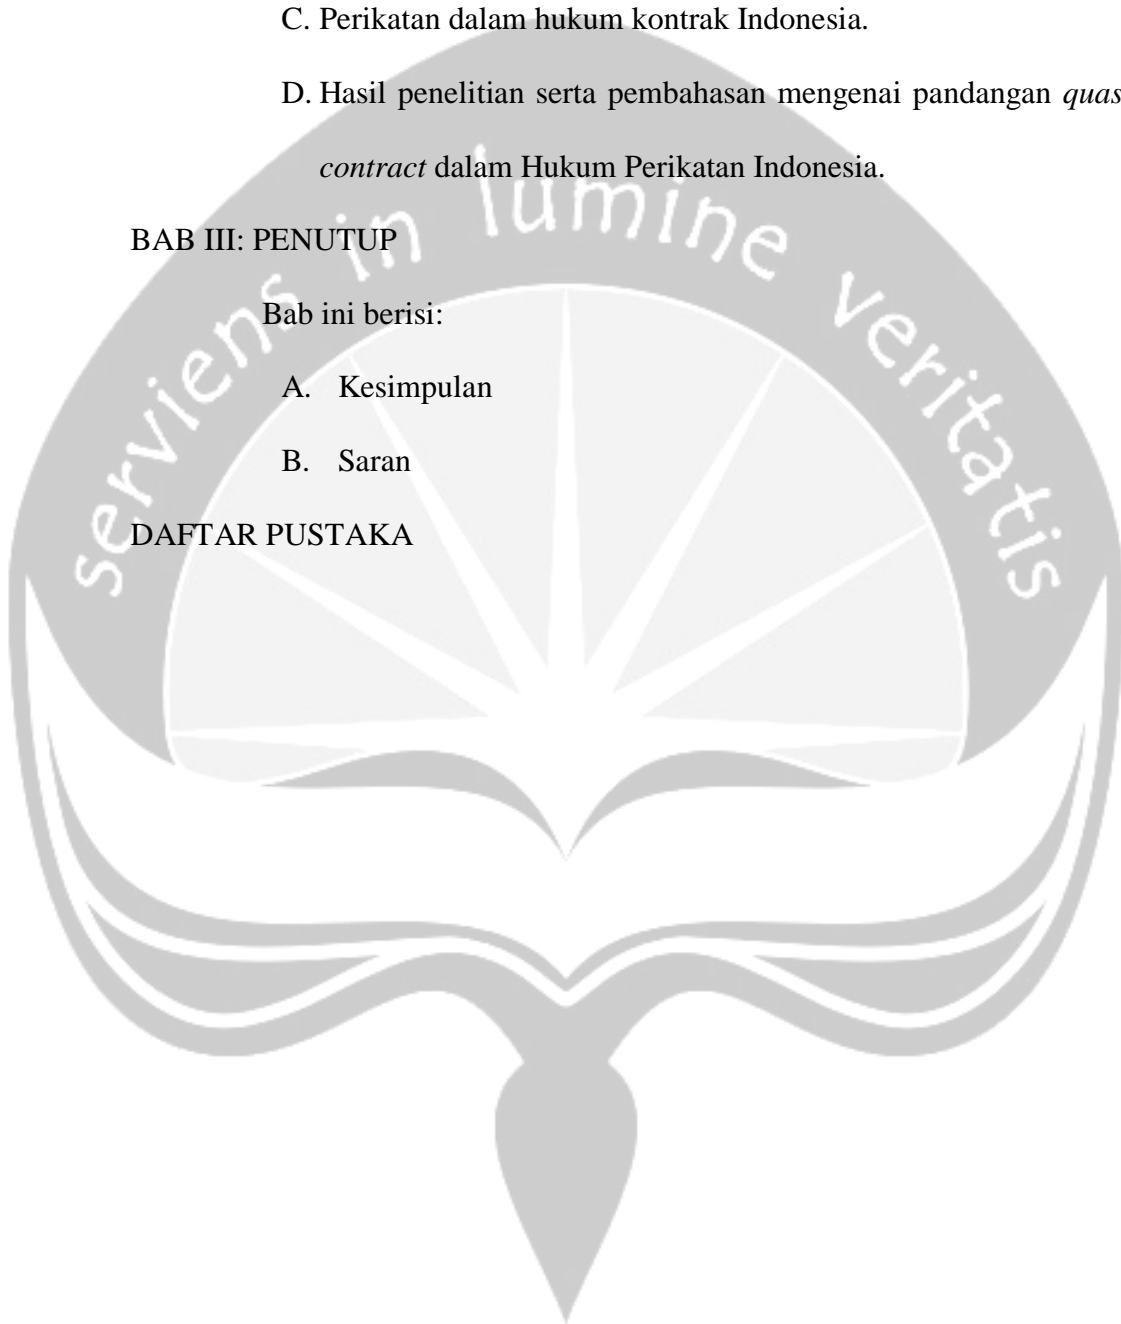 C. Perikatan dalam hukum kontrak Indonesia.
D. Hasil penelitian serta pembahasan mengenai pandangan quas
contract dalam Hukum Perikatan Indonesia.
BAB III: PENUTUP
Bab ini berisi:
A. Kesimpulan
B. Saran
DAFTAR PUSTAKA
serviens in lumine veritatis